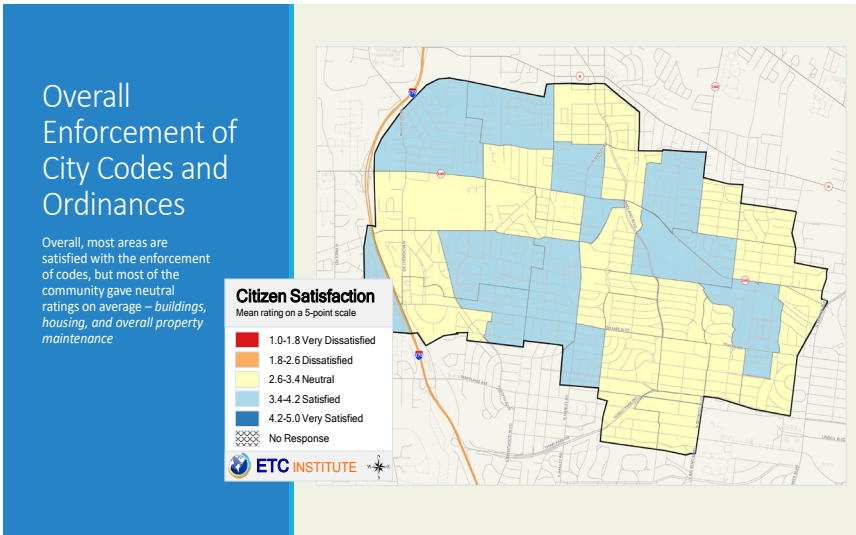 Overall
Enforcement of
City Codes and
Ordinances
Overall, most areas are
satisfied with the enforcement
of codes, but most of the
community gave neutral
ratings on average – buildings,
housing, and overall property
maintenance
Citizen Satisfaction
Mean rating on a 5-point scale
1.0-1.8 Very Dissatisfied
1.8-2.6 Dissatisfied
2.6-3.4 Neutral
3.4-4.2 Satisfied
4.2-5.0 Very Satisfied
No Response
ETC INSTITUTE